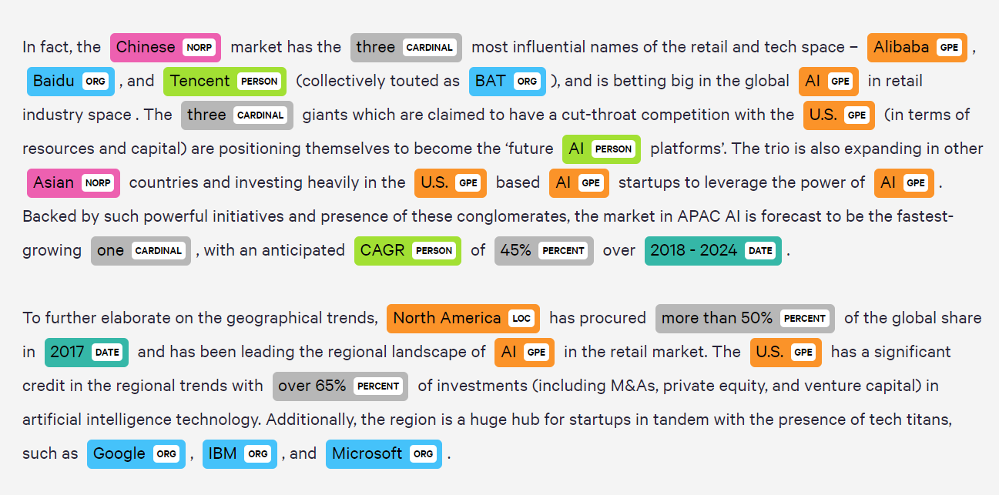 In fact, the Chinese NORP market has the three CARDINAL most influential names of the retail and tech space – Alibaba GPE ,
Baidu ORG , and Tencent PERSON (collectively touted as BAT ORG ), and is betting big in the global AI GPE in retail
industry space . The three CARDINAL giants which are claimed to have a cut-throat competition with the U.S. GPE (in terms of
resources and capital) are positioning themselves to become the ‘future AI PERSON platforms’. The trio is also expanding in other
Asian NORP countries and investing heavily in the U.S. GPE based AI GPE startups to leverage the power of AI GPE .
Backed by such powerful initiatives and presence of these conglomerates, the market in APAC AI is forecast to be the fastest-
growing one CARDINAL , with an anticipated CAGR PERSON of 45% PERCENT over 2018 - 2024 DATE .
To further elaborate on the geographical trends, North America LOC has procured more than 50% PERCENT of the global share
in 2017 DATE and has been leading the regional landscape of AI GPE in the retail market. The U.S. GPE has a significant
credit in the regional trends with over 65% PERCENT of investments (including M&As, private equity, and venture capital) in
artificial intelligence technology. Additionally, the region is a huge hub for startups in tandem with the presence of tech titans,
such as Google ORG , IBM ORG , and Microsoft ORG .